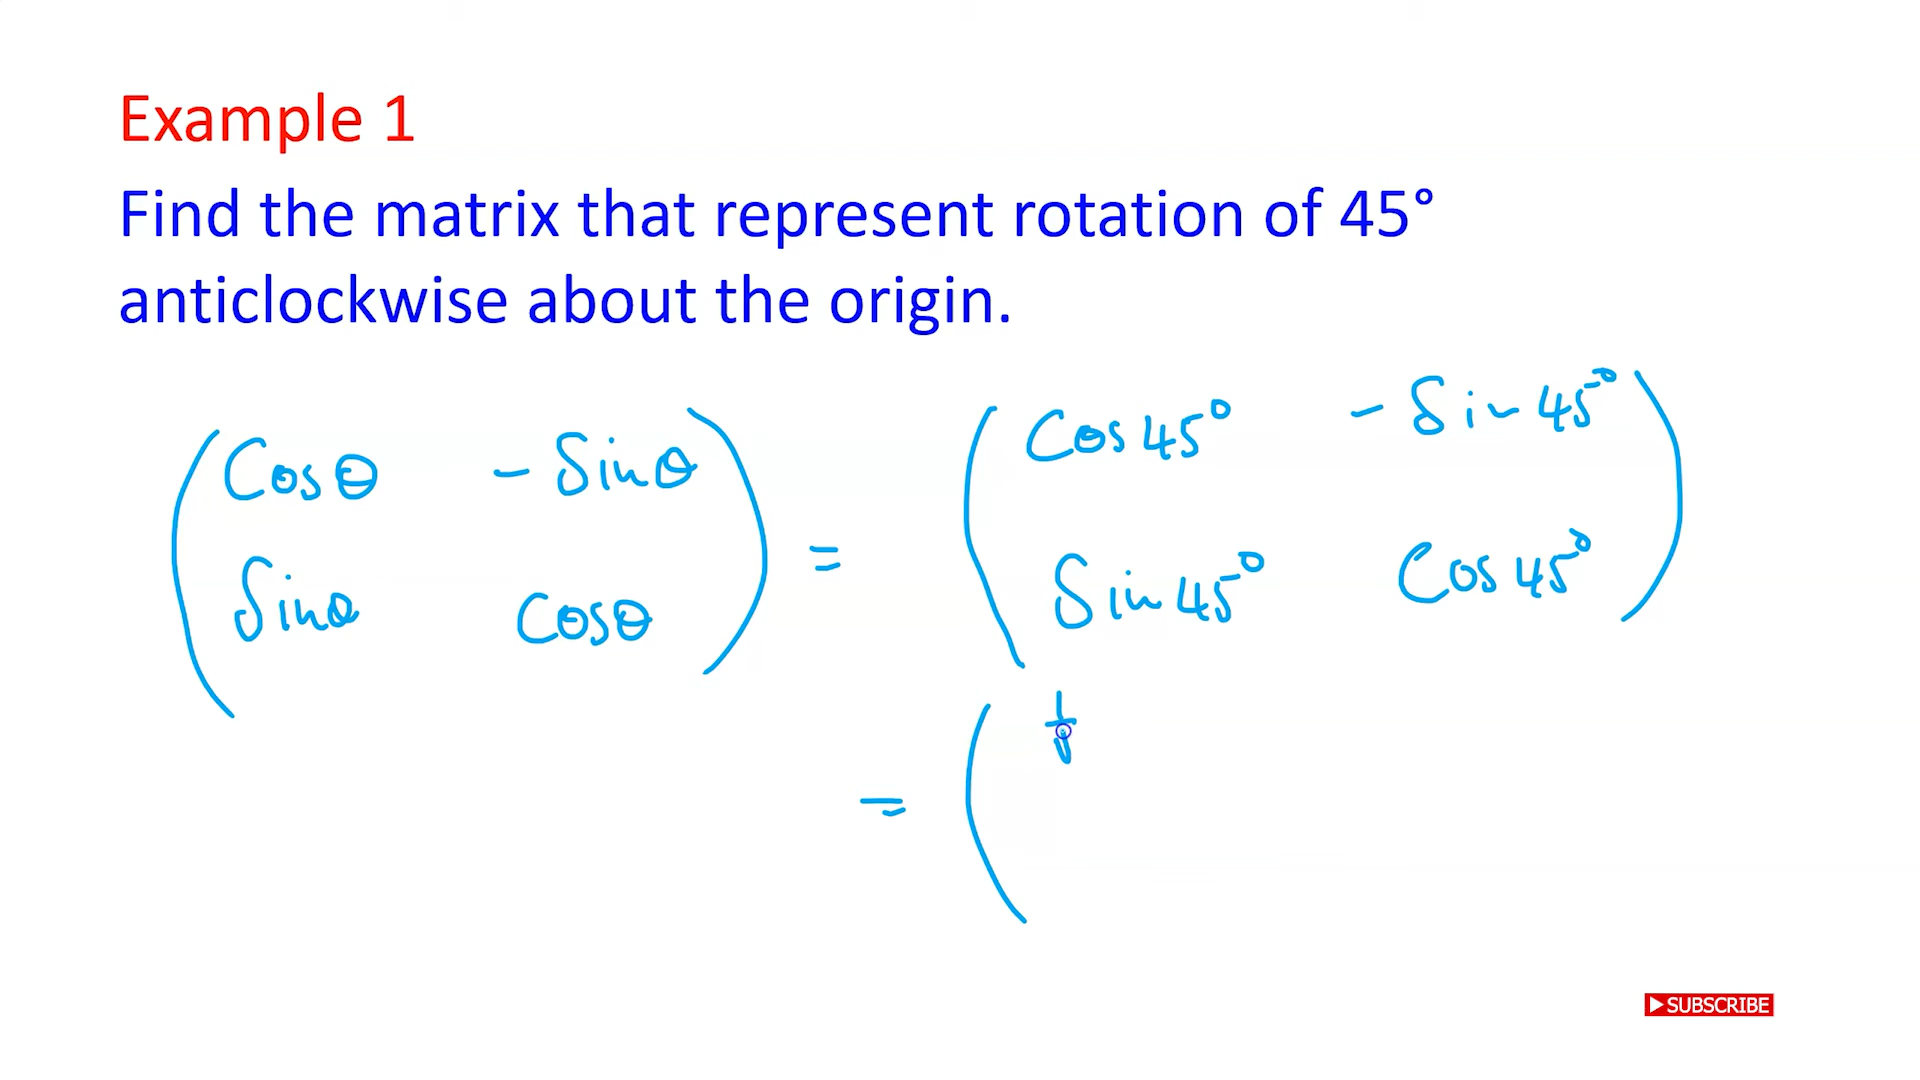 Example 1
Find the matrix that represent rotation of 45°
anticlockwise about the origin.
( Cosθ - Sinθ ) = ( Cos45° - Sin45° )
( Sinθ Cosθ ) ( Sin45° Cos45° )
= ( 1
SUBSCRIBE